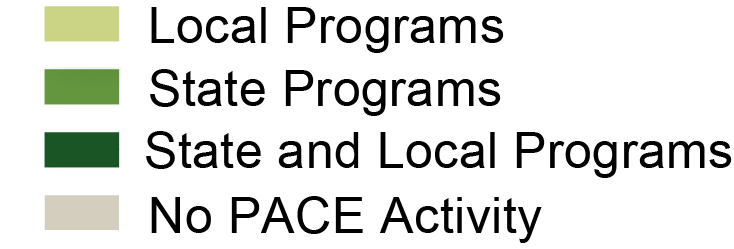 Local Programs
State Programs
State and Local Programs
No PACE Activity